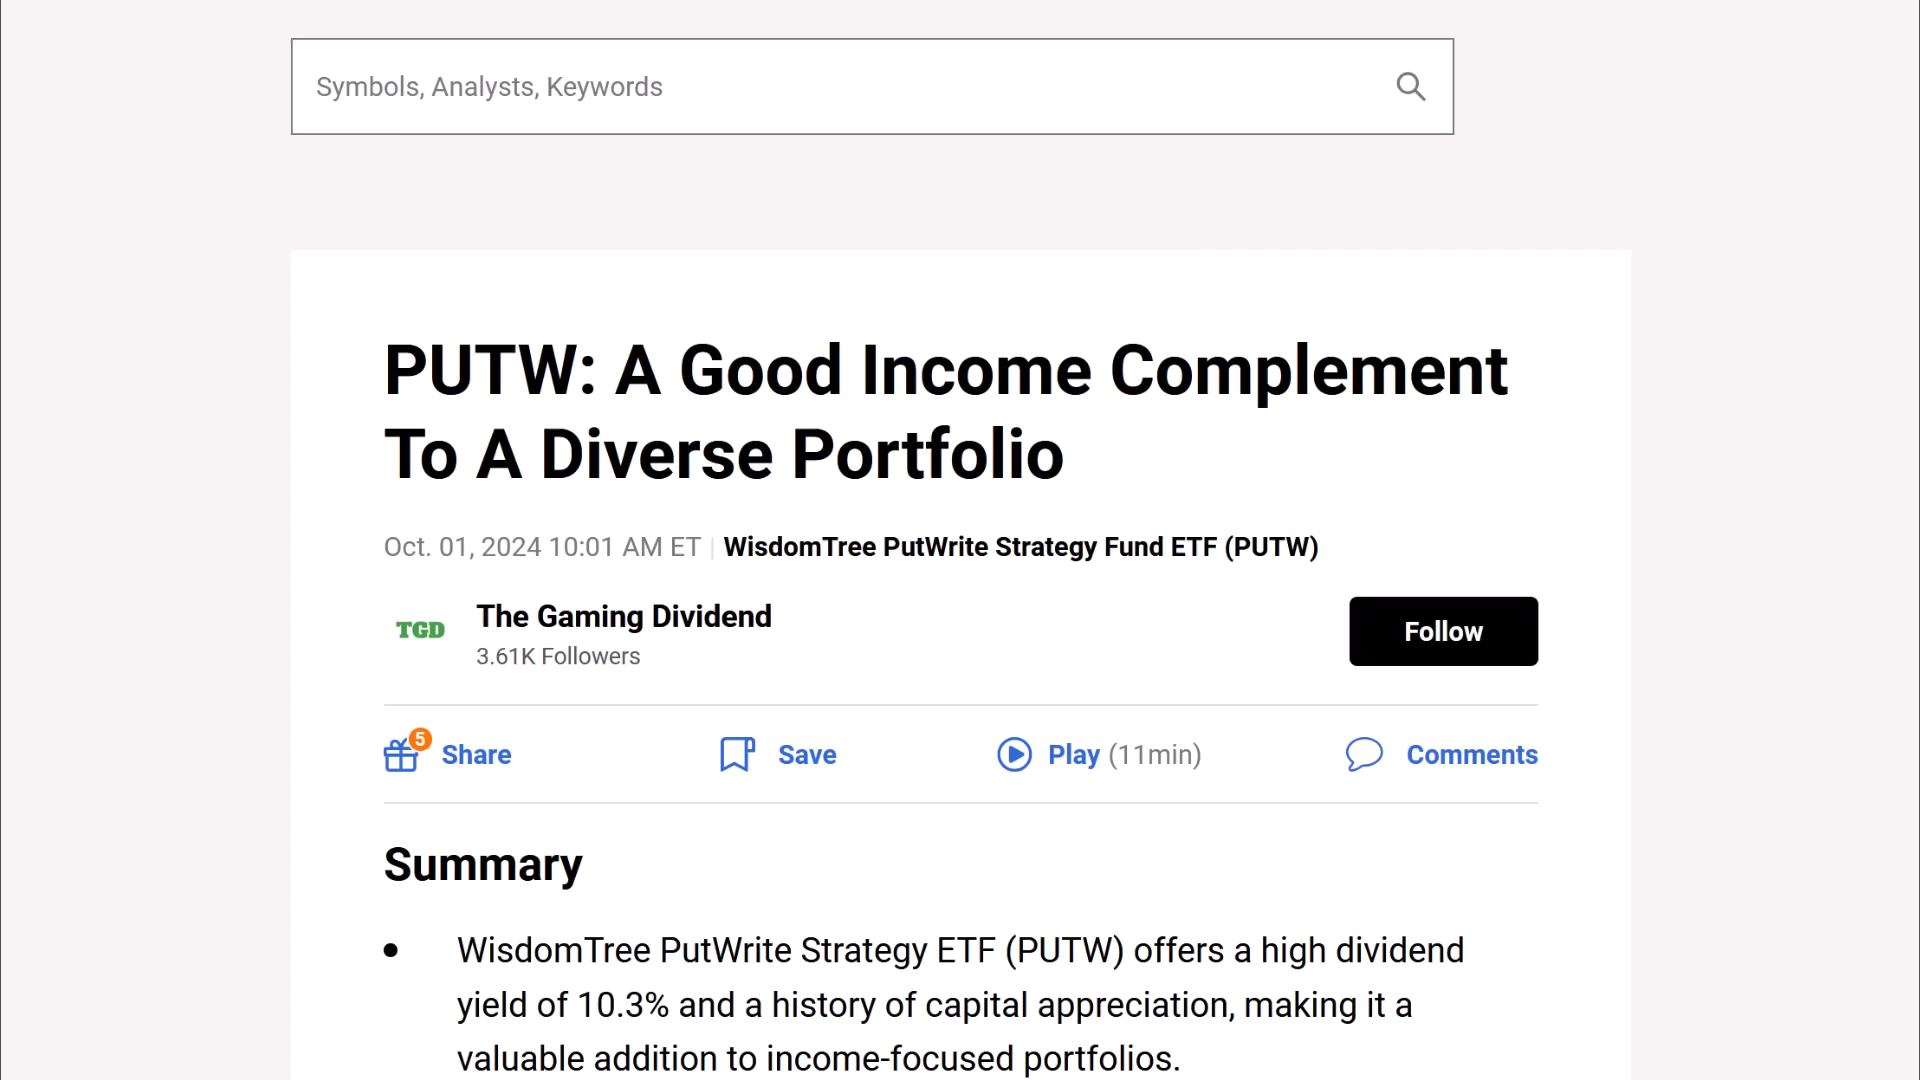 Symbols, Analysts, Keywords
PUTW: A Good Income Complement
To A Diverse Portfolio
Oct. 01, 2024 10:01 AM ET | WisdomTree PutWrite Strategy Fund ETF (PUTW)
TGD
The Gaming Dividend
3.61K Followers
Follow
5
Share
Save
Play (11min)
Comments
Summary
• WisdomTree PutWrite Strategy ETF (PUTW) offers a high dividend
yield of 10.3% and a history of capital appreciation, making it a
valuable addition to income-focused portfolios.